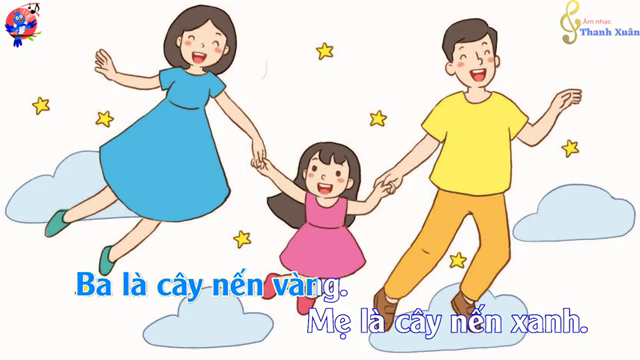 Âm nhạc
Thanh Xuân
Ba là cây nến vàng.
Mẹ là cây nến xanh.